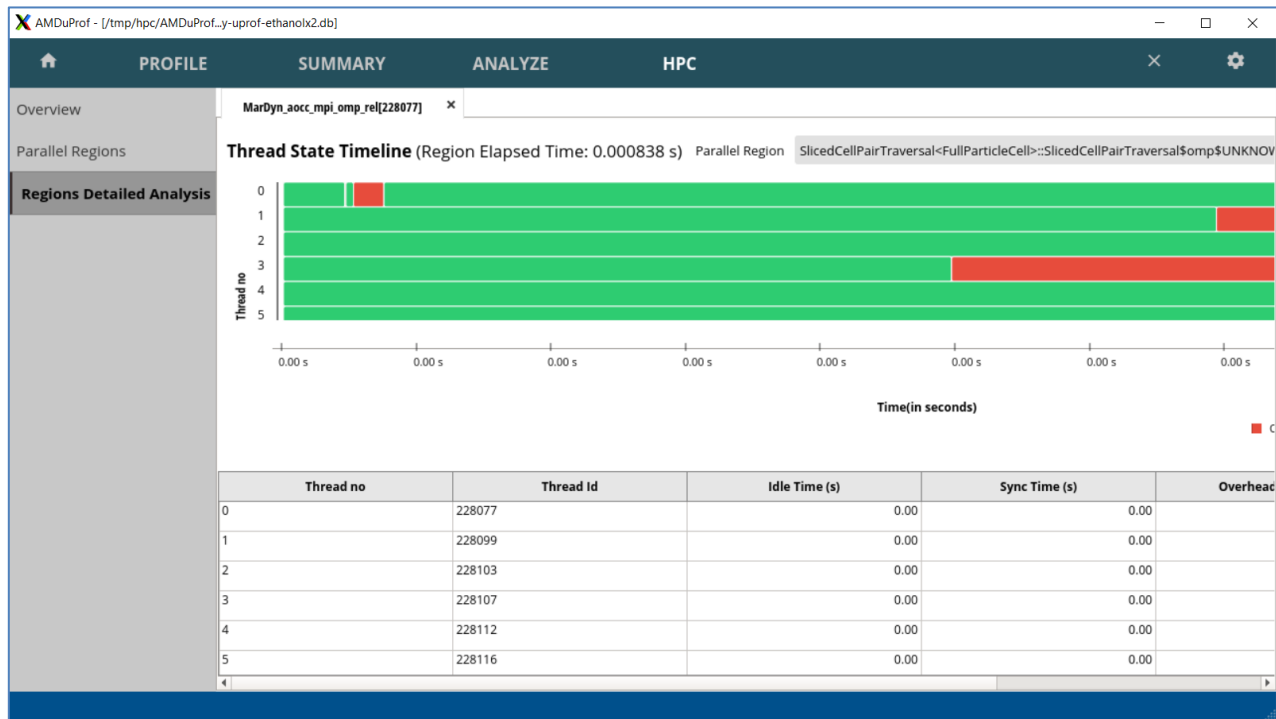 AMDuProf - [/tmp/hpc/AMDuProf...y-uprof-ethanolx2.db]
PROFILE SUMMARY ANALYZE HPC
Overview
Parallel Regions
Regions Detailed Analysis
MarDyn_aocc_mpi_omp_rel[228077]
Thread State Timeline (Region Elapsed Time: 0.000838 s) Parallel Region SlicedCellPairTraversal<FullParticleCell>::SlicedCellPairTraversal$omp$UNKNOW
Thread no
0
1
2
3
4
5
0.00 s 0.00 s 0.00 s 0.00 s 0.00 s 0.00 s 0.00 s 0.00 s
Time(in seconds)
Thread no Thread Id Idle Time (s) Sync Time (s) Overhead
0 228077 0.00 0.00
1 228099 0.00 0.00
2 228103 0.00 0.00
3 228107 0.00 0.00
4 228112 0.00 0.00
5 228116 0.00 0.00